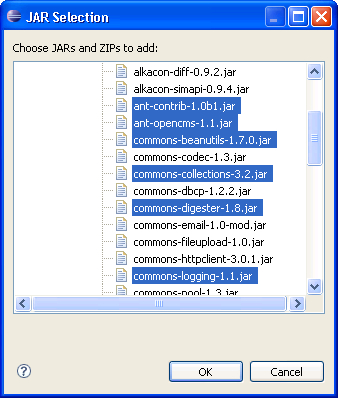 JAR Selection
Choose JARs and ZIPs to add:
alkacon-diff-0.9.2.jar
alkacon-simapi-0.9.4.jar
ant-contrib-1.0b1.jar
ant-opencms-1.1.jar
commons-beanutils-1.7.0.jar
commons-codec-1.3.jar
commons-collections-3.2.jar
commons-dbcp-1.2.2.jar
commons-digester-1.8.jar
commons-email-1.0-mod.jar
commons-fileupload-1.0.jar
commons-httpclient-3.0.1.jar
commons-logging-1.1.jar
commons-pool-1.3.jar
?
OK
Cancel